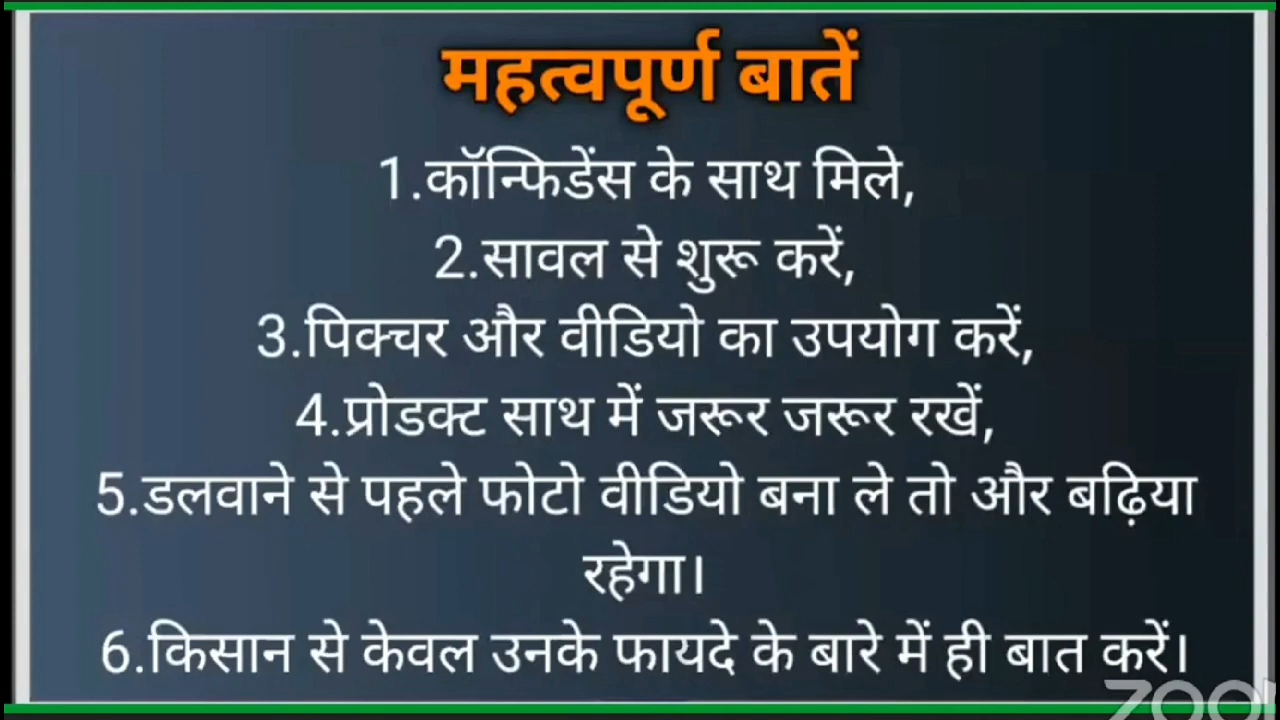 महत्वपूर्ण बातें
1.कॉन्फिडेंस के साथ मिले,
2.सावल से शुरू करें,
3.पिक्चर और वीडियो का उपयोग करें,
4.प्रोडक्ट साथ में जरूर जरूर रखें,
5.डलवाने से पहले फोटो वीडियो बना ले तो और बढ़िया
रहेगा।
6.किसान से केवल उनके फायदे के बारे में ही बात करें।
zoom